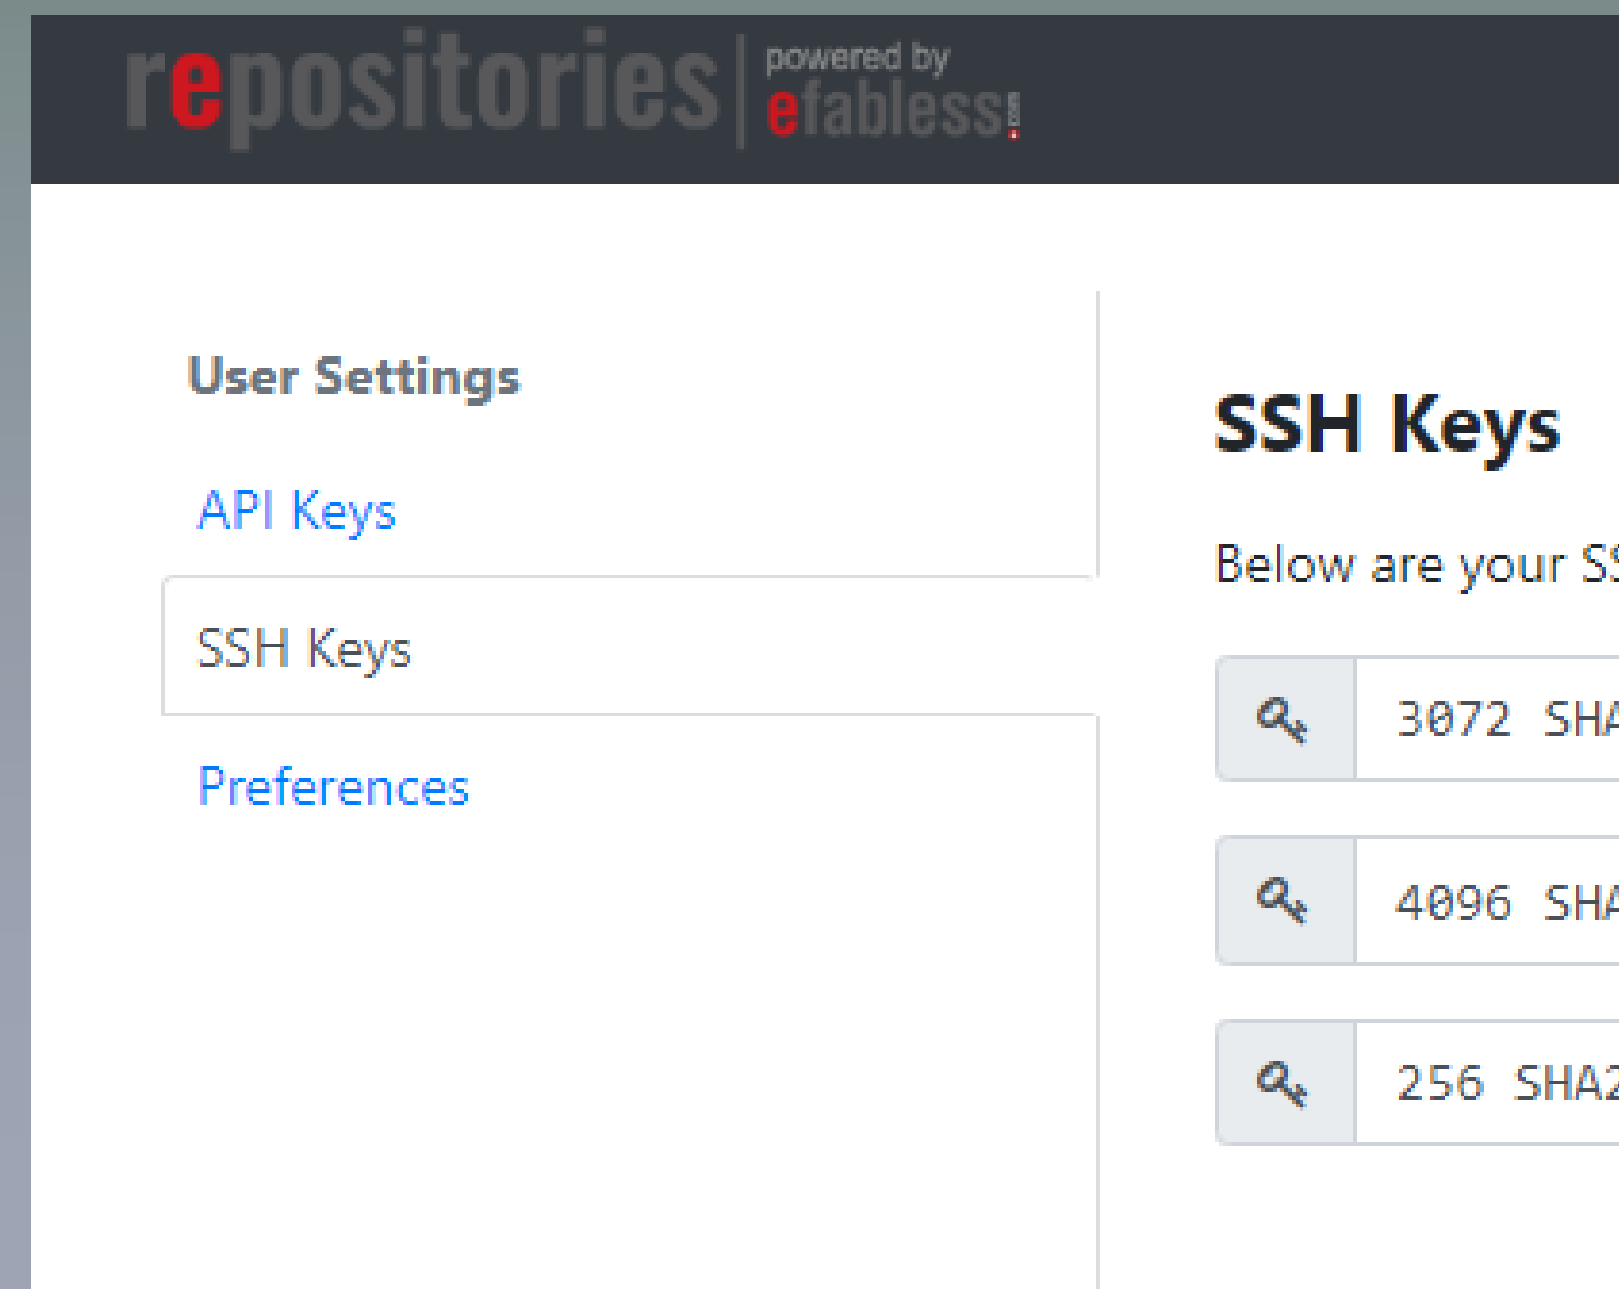 repositories
powered by
efabless.com
User Settings
API Keys
SSH Keys
Preferences
SSH Keys
Below are your
3072
4096
256